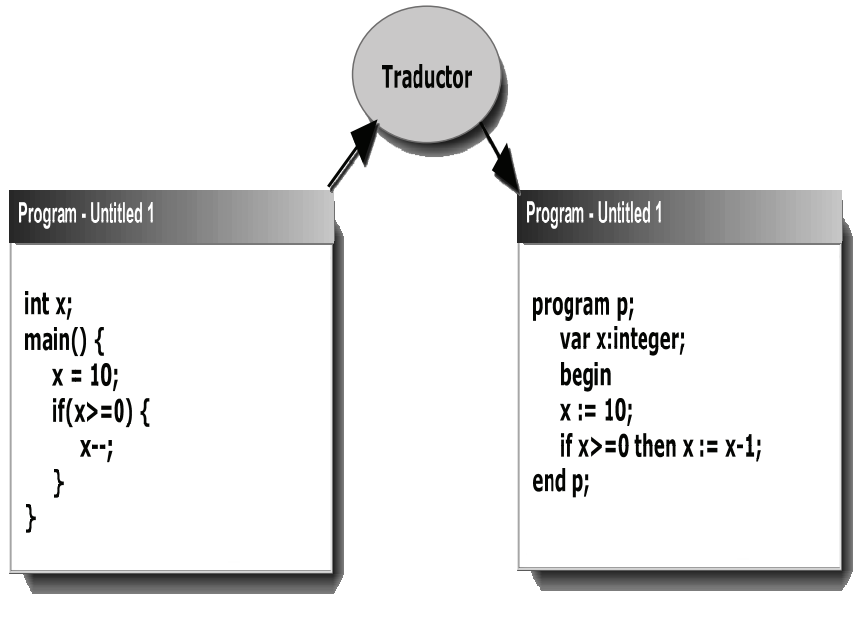 Traductor
Program - Untitled 1
int x;
main() {
x = 10;
if(x>=0) {
x--;
}
}
Program - Untitled 1
program p;
var x:integer;
begin
x := 10;
if x>=0 then x := x-1;
end p;